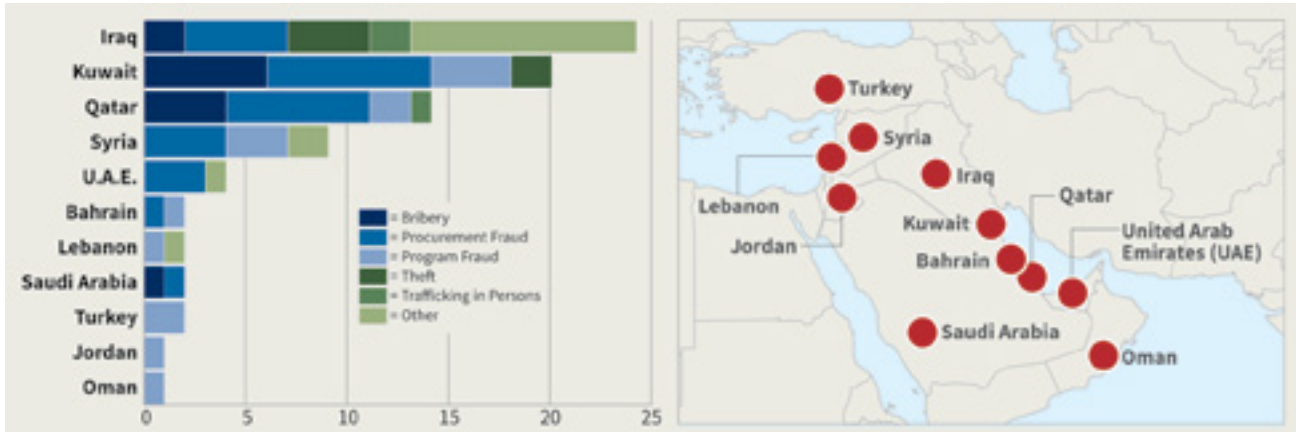 Iraq
Kuwait
Qatar
Syria
U.A.E.
Bahrain
Lebanon
Saudi Arabia
Turkey
Jordan
Oman
0 5 10 15 20 25
= Bribery
= Procurement Fraud
= Program Fraud
= Theft
= Trafficking in Persons
= Other
Turkey
Syria
Iraq
Lebanon
Qatar
Jordan
Kuwait
United Arab
Emirates (UAE)
Bahrain
Saudi Arabia
Oman